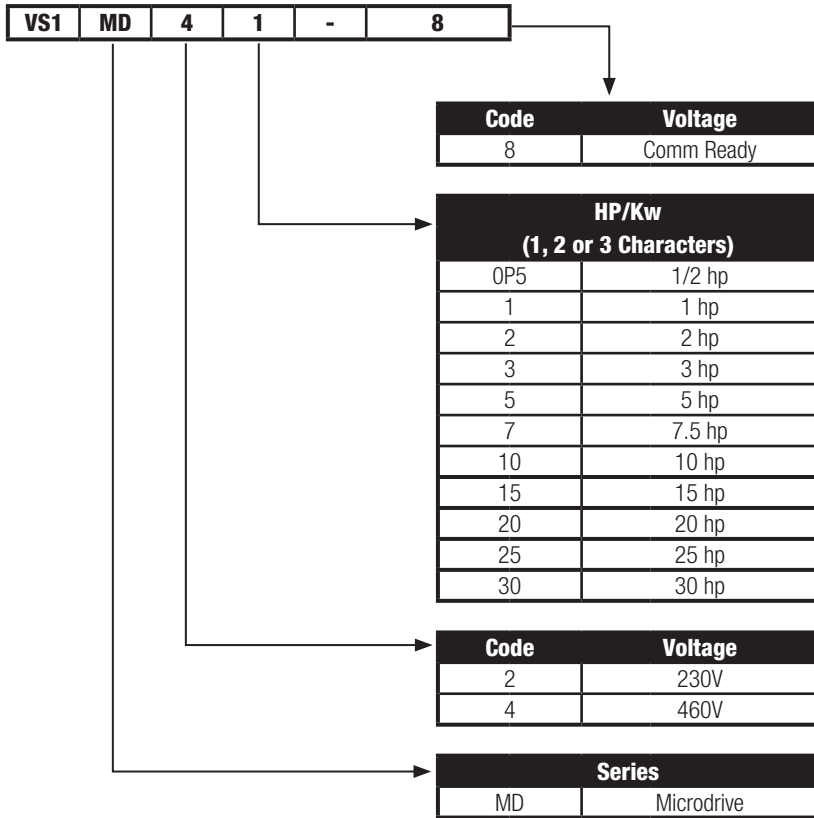 VS1 MD 4 1 - 8
Code Voltage
8 Comm Ready
HP/Kw
(1, 2 or 3 Characters)
0P5 1/2 hp
1 1 hp
2 2 hp
3 3 hp
5 5 hp
7 7.5 hp
10 10 hp
15 15 hp
20 20 hp
25 25 hp
30 30 hp
Code Voltage
2 230V
4 460V
Series
MD Microdrive